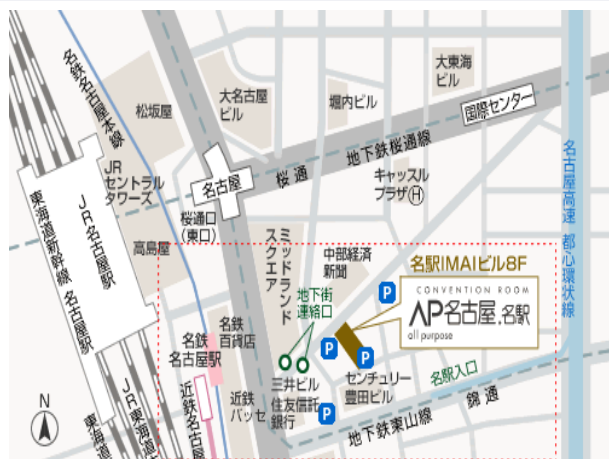 名鉄名古屋本線
松坂屋
大名古屋
ビル
堀内ビル
大東海
ビル
国際センター
地下鉄桜通線
桜通
名古屋
キャッスル
プラザ Ⓗ
名古屋高速 都心環状線
JR
セントラル
タワーズ
JR名古屋駅
東海道新幹線 名古屋駅
桜通口
(東口)
高島屋
ミッドランド
スクエア
中部経済
新聞
名駅IMAIビル8F
CONVENTION ROOM
AP名古屋.名駅
all purpose
P
地下街
連絡口
名鉄
百貨店
名鉄
名古屋駅
P
P
三井ビル
センチュリー
豊田ビル
名駅入口
錦通
近鉄
パッセ
住友信託
銀行
P
地下鉄東山線
近鉄名古屋
JR東海道
N